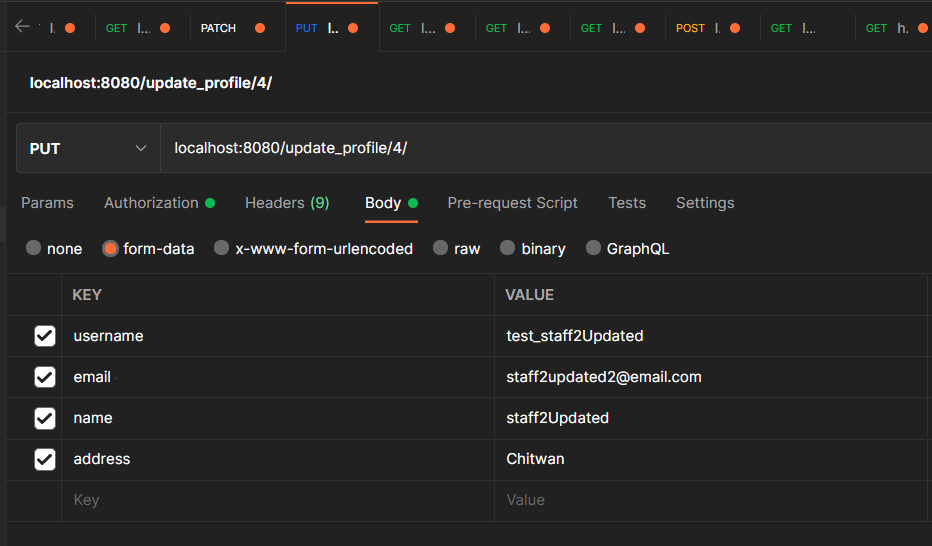 l. GET l... PATCH PUT l.. GET l... GET l... GET l... POST l. GET l... GET h.
localhost:8080/update_profile/4/
PUT localhost:8080/update_profile/4/
Params Authorization Headers (9) Body Pre-request Script Tests Settings
none form-data x-www-form-urlencoded raw binary GraphQL
KEY VALUE
username test_staff2Updated
email staff2updated2@email.com
name staff2Updated
address Chitwan
Key Value